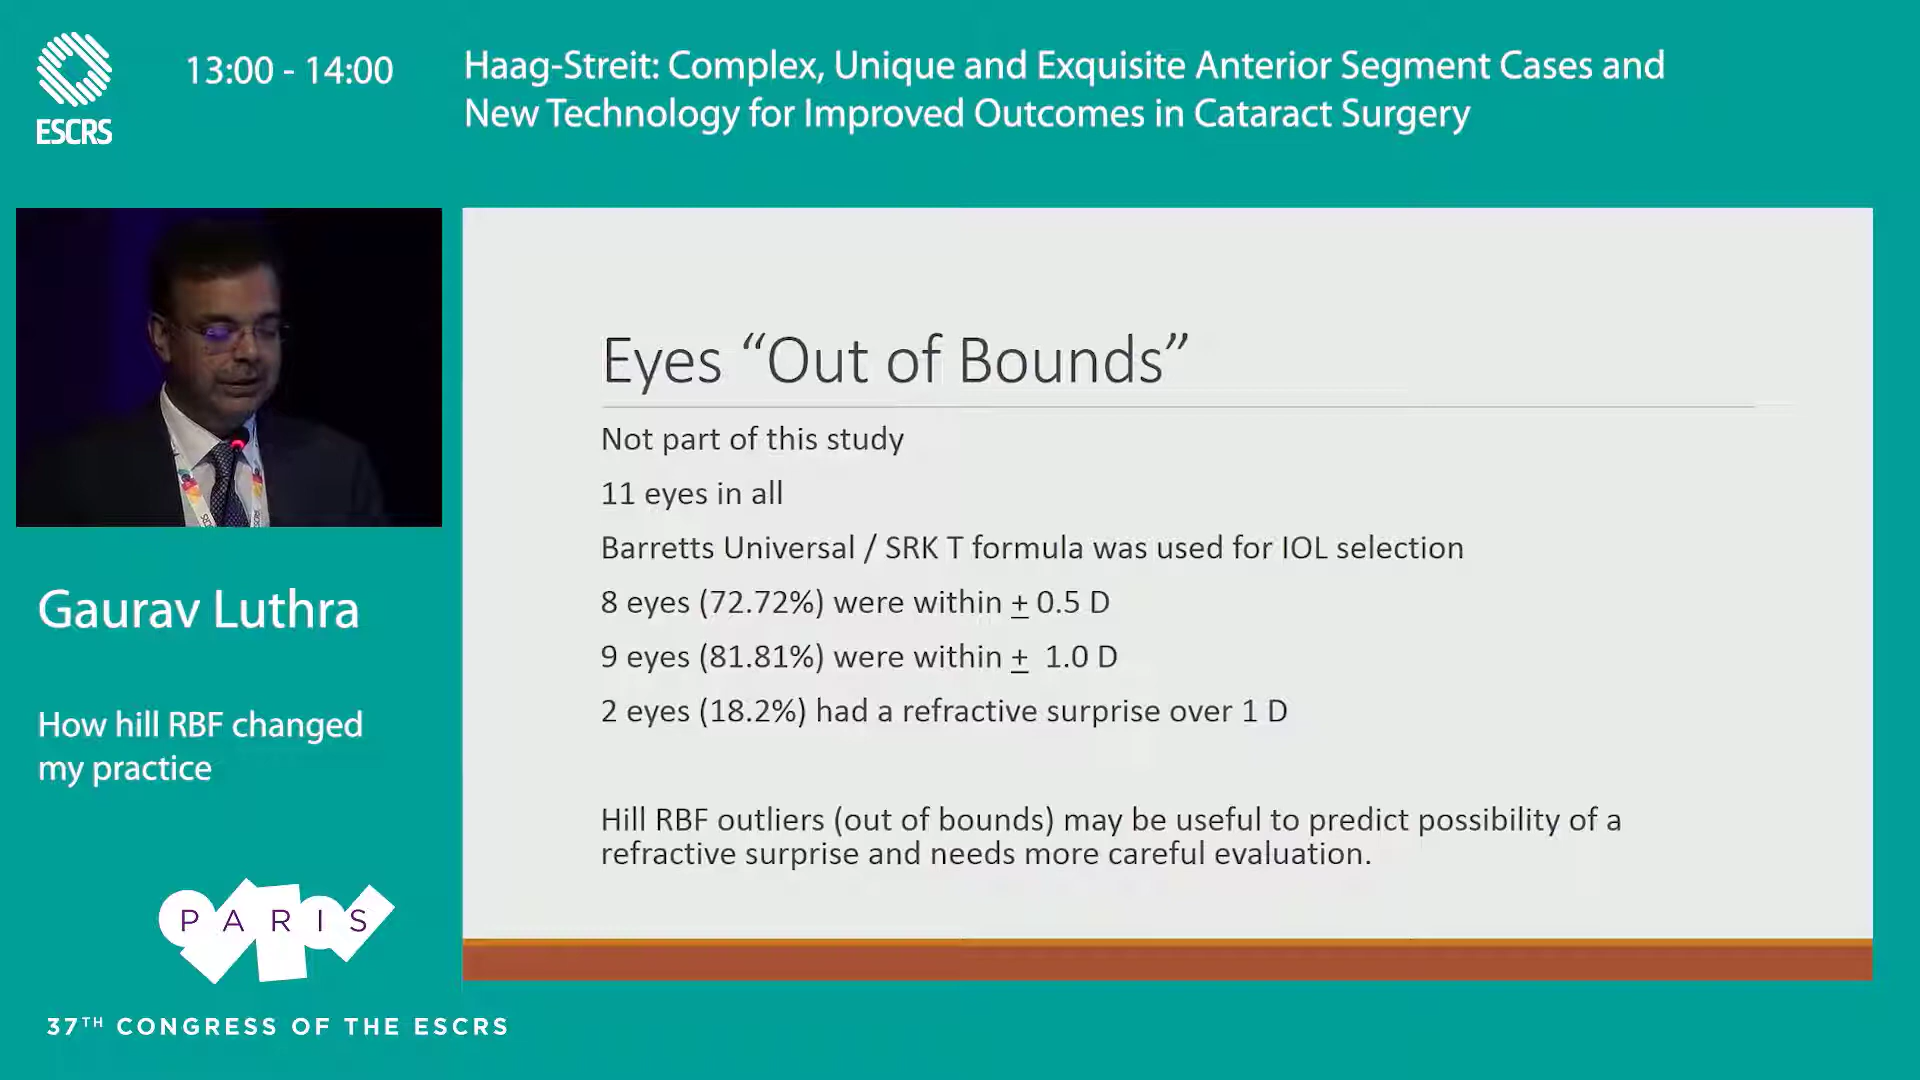 ESCRS
13:00 - 14:00
Haag-Streit: Complex, Unique and Exquisite Anterior Segment Cases and
New Technology for Improved Outcomes in Cataract Surgery
Gaurav Luthra
How hill RBF changed
my practice
PARIS
37TH CONGRESS OF THE ESCRS
Eyes “Out of Bounds”
Not part of this study
11 eyes in all
Barretts Universal / SRK T formula was used for IOL selection
8 eyes (72.72%) were within ± 0.5 D
9 eyes (81.81%) were within ± 1.0 D
2 eyes (18.2%) had a refractive surprise over 1 D
Hill RBF outliers (out of bounds) may be useful to predict possibility of a
refractive surprise and needs more careful evaluation.